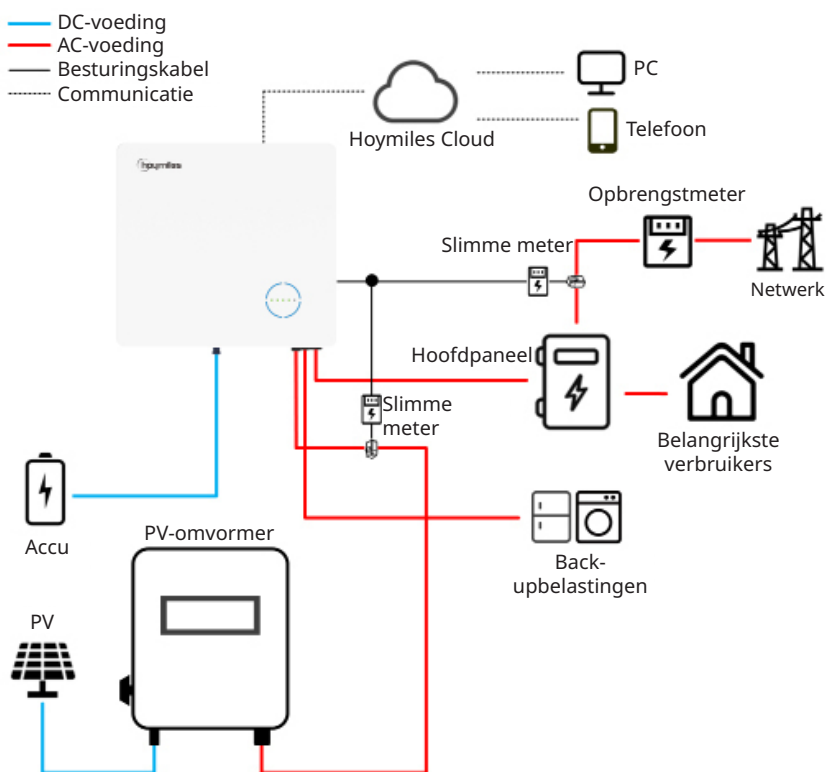 DC-voeding
AC-voeding
Besturingskabel
Communicatie
PC
Hoymiles Cloud
Telefoon
hoymiles
Opbrengstmeter
Slimme meter
Netwerk
Hoofdpaneel
Slimme
meter
Belangrijkste
verbruikers
Accu
PV-omvormer
Back-
upbelastingen
PV